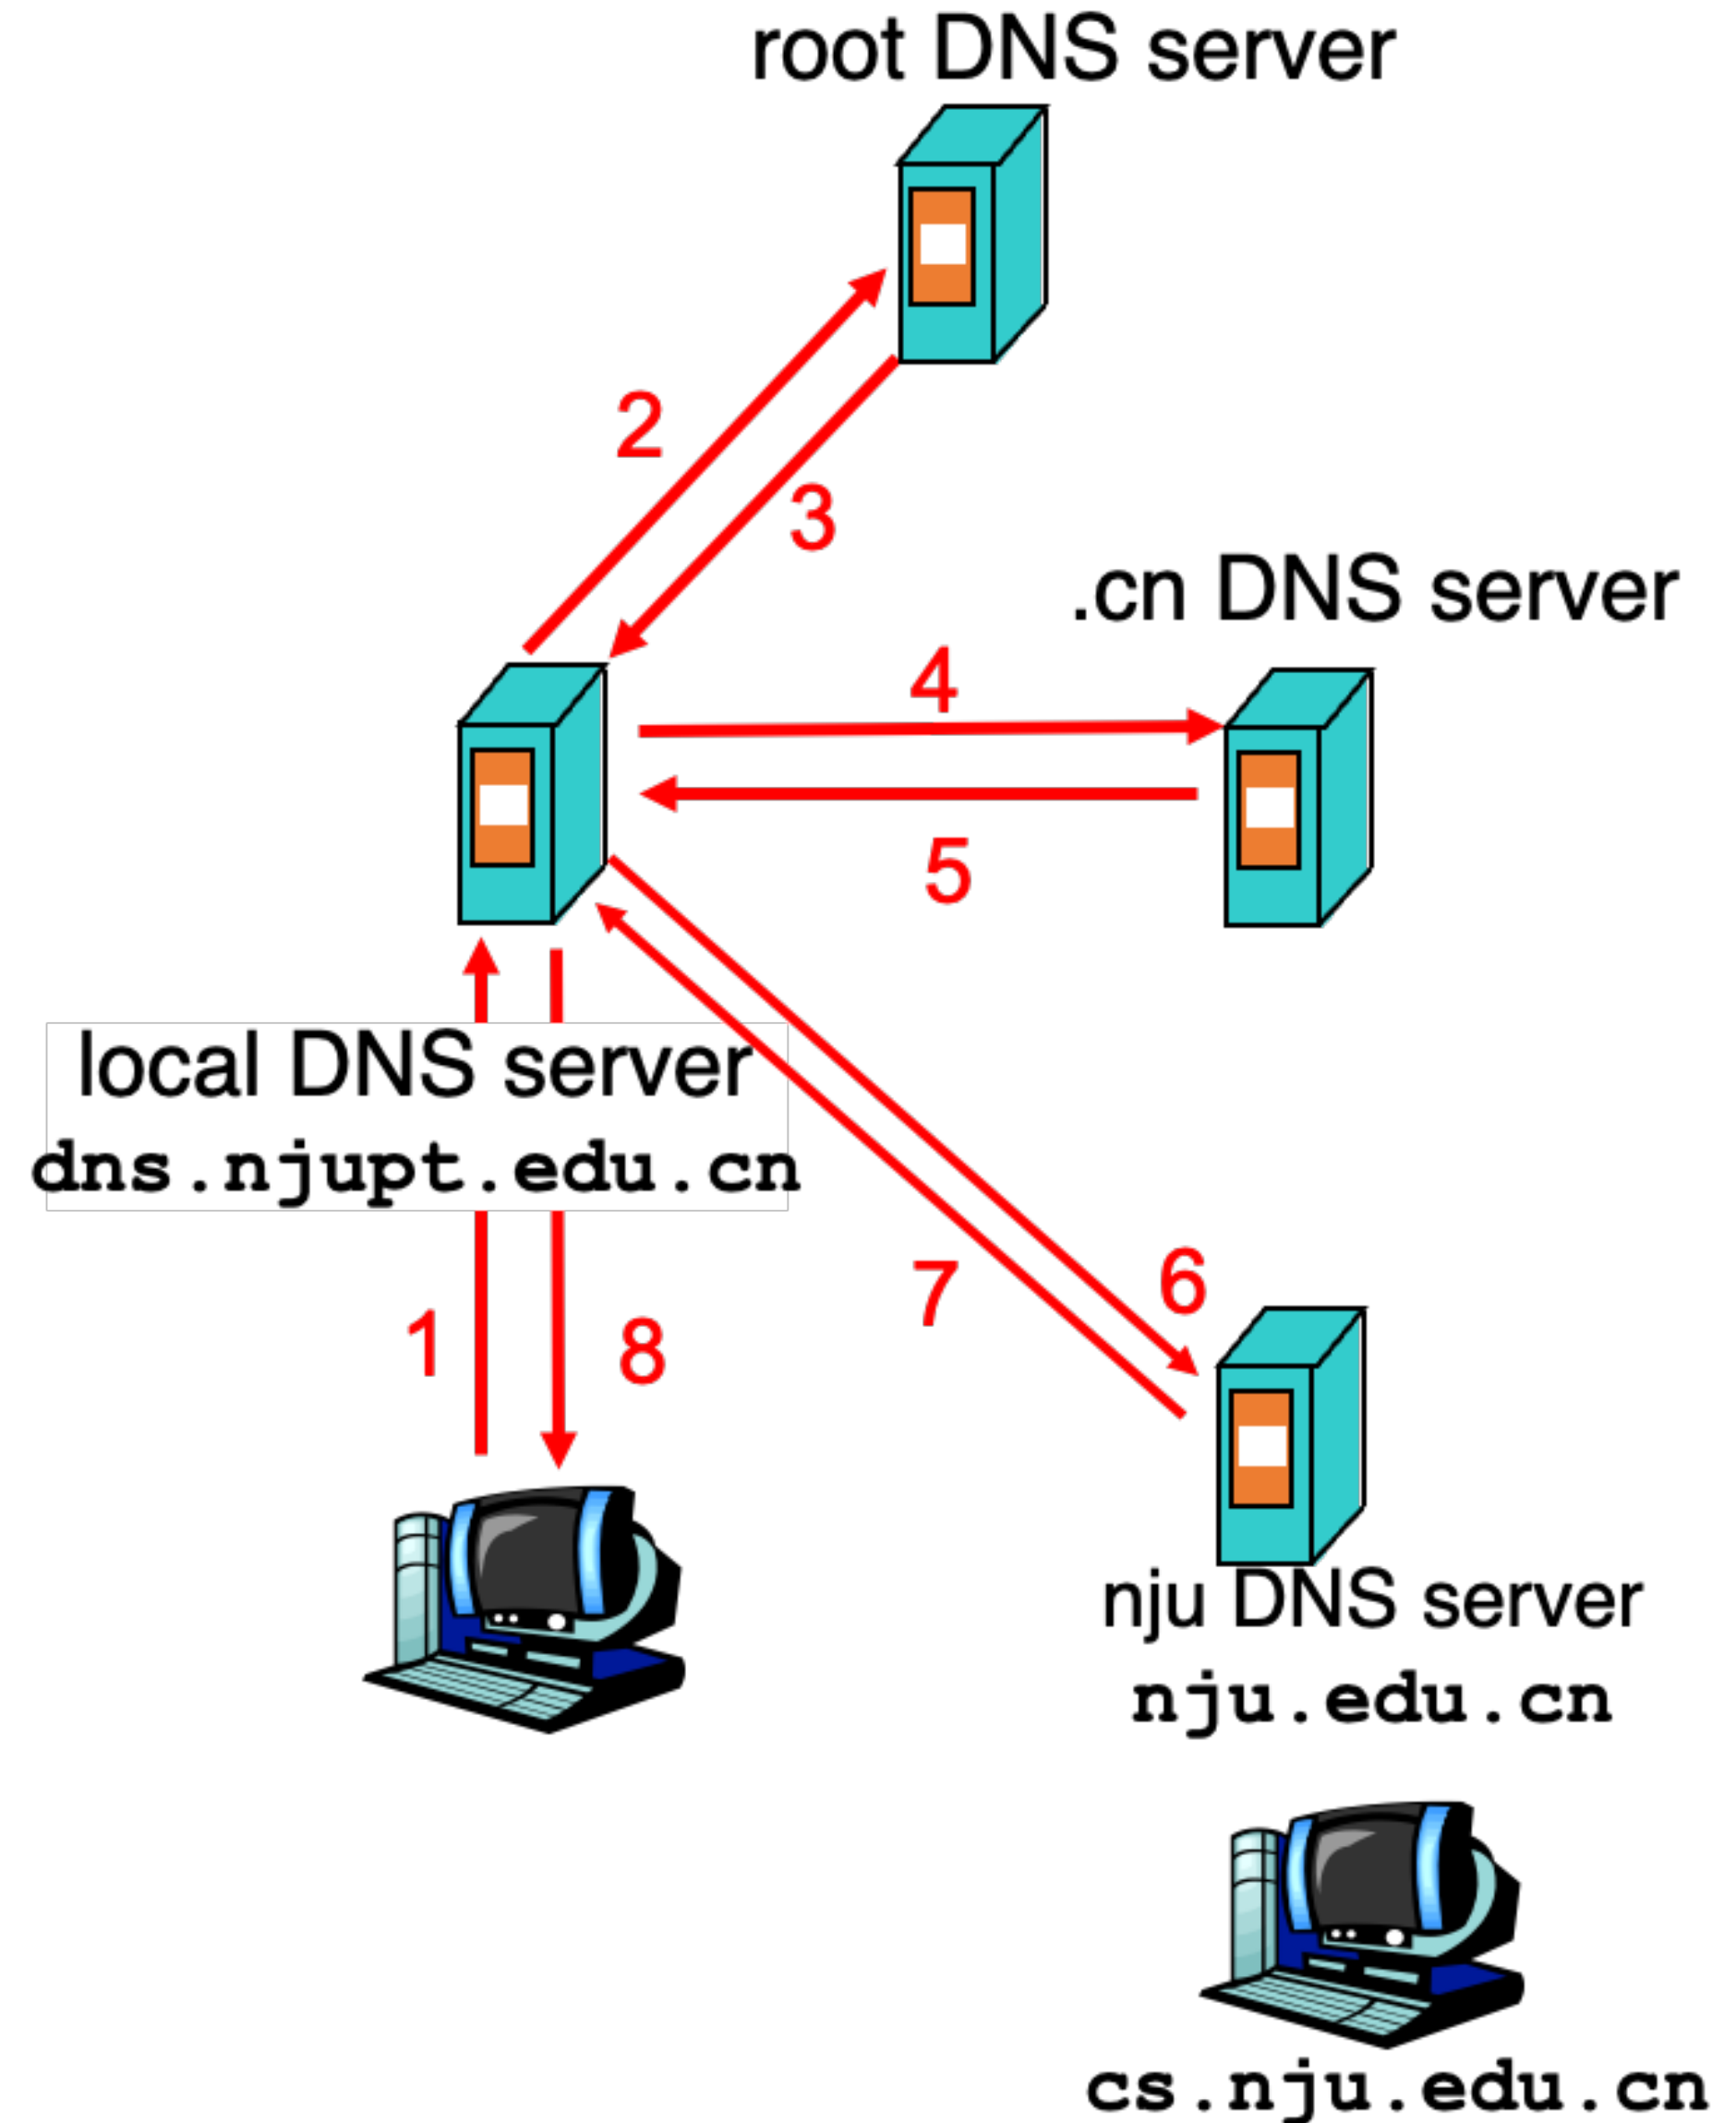 root DNS server
2
3
.cn DNS server
4
5
local DNS server
dns.njupt.edu.cn
1
8
7
6
nju DNS server
nju.edu.cn
cs.nju.edu.cn